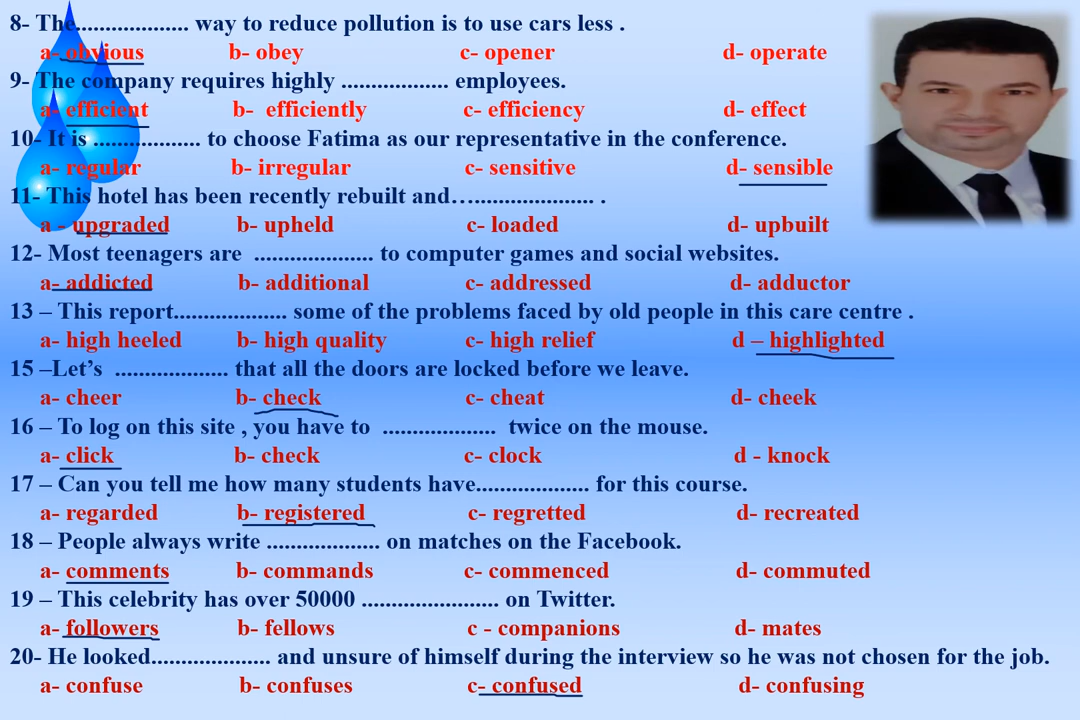 8- The................... way to reduce pollution is to use cars less .
a- obvious b- obey c- opener d- operate
9- The company requires highly .................. employees.
a- efficient b- efficiently c- efficiency d- effect
10- It is .................. to choose Fatima as our representative in the conference.
a- regular b- irregular c- sensitive d- sensible
11- This hotel has been recently rebuilt and…..................... .
a - upgraded b- upheld c- loaded d- upbuilt
12- Most teenagers are .................... to computer games and social websites.
a- addicted b- additional c- addressed d- adductor
13 – This report................... some of the problems faced by old people in this care centre .
a- high heeled b- high quality c- high relief d – highlighted
15 –Let’s ................... that all the doors are locked before we leave.
a- cheer b- check c- cheat d- cheek
16 – To log on this site , you have to ................... twice on the mouse.
a- click b- check c- clock d - knock
17 – Can you tell me how many students have................... for this course.
a- regarded b- registered c- regretted d- recreated
18 – People always write ................... on matches on the Facebook.
a- comments b- commands c- commenced d- commuted
19 – This celebrity has over 50000 ....................... on Twitter.
a- followers b- fellows c - companions d- mates
20- He looked.................... and unsure of himself during the interview so he was not chosen for the job.
a- confuse b- confuses c- confused d- confusing